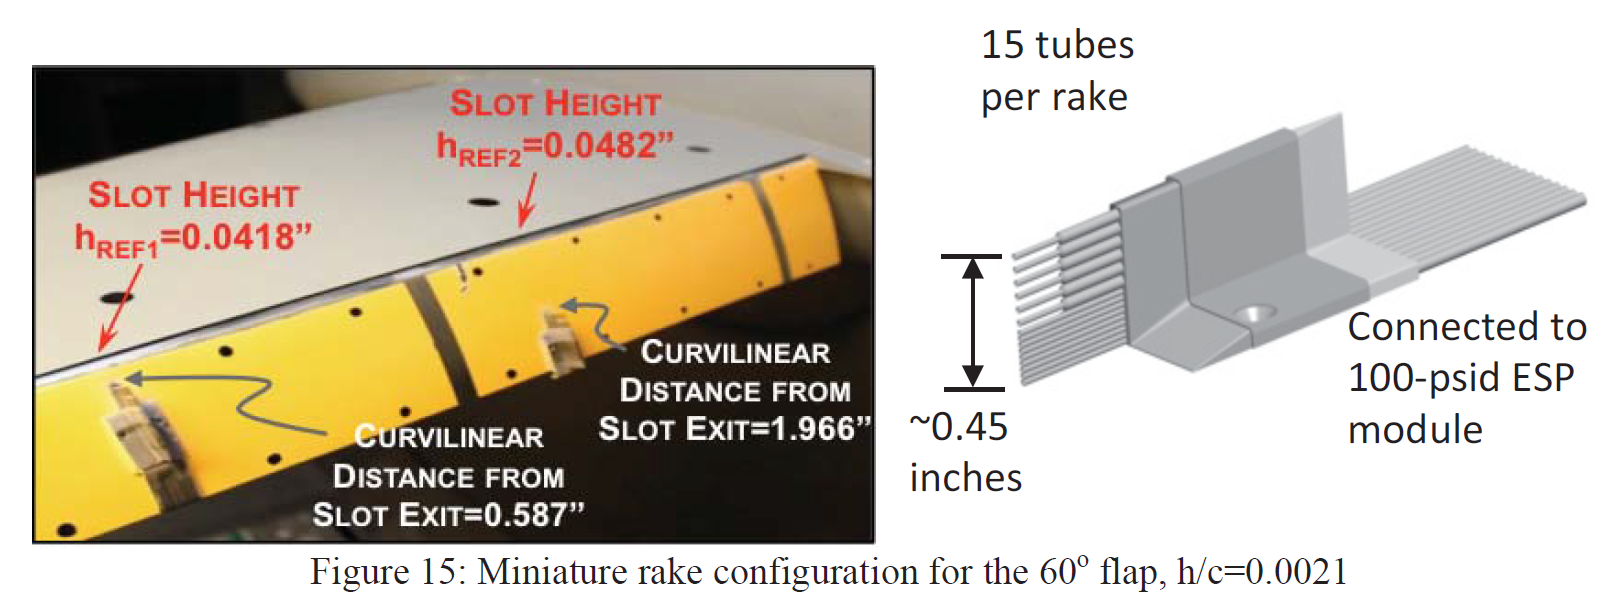 SLOT HEIGHT
hREF2=0.0482”
SLOT HEIGHT
hREF1=0.0418”
CURVILINEAR
DISTANCE FROM
SLOT EXIT=1.966”
CURVILINEAR
DISTANCE FROM
SLOT EXIT=0.587”
15 tubes
per rake
~0.45
inches
Connected to
100-psid ESP
module
Figure 15: Miniature rake configuration for the 60º flap, h/c=0.0021